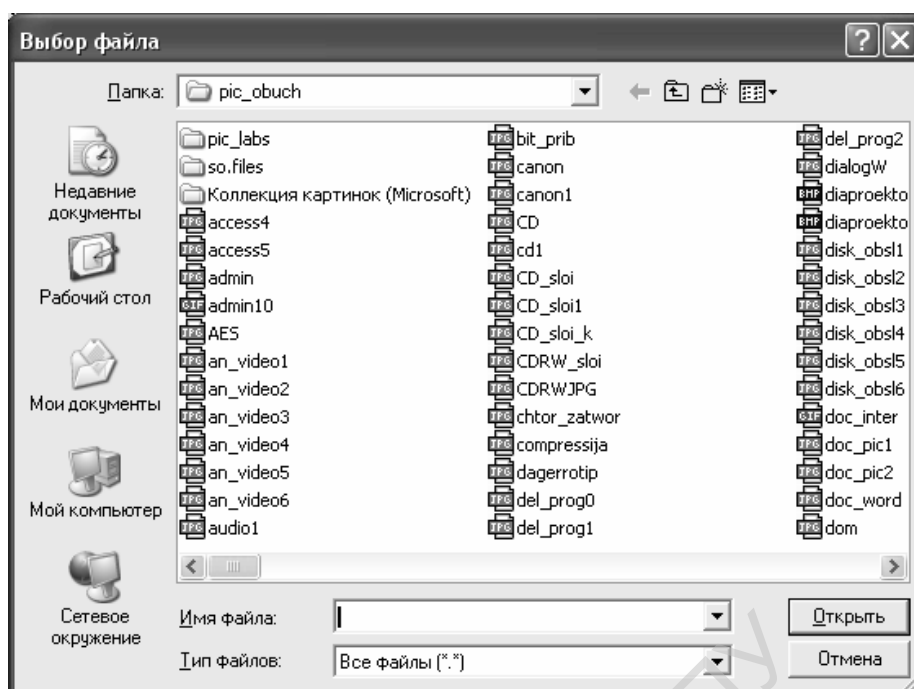 Выбор файла
Папка: pic_obuch
Недавние документы
Рабочий стол
Мои документы
Мой компьютер
Сетевое окружение
pic_labs
so.files
Коллекция картинок (Microsoft)
access4
access5
admin
admin10
AES
an_video1
an_video2
an_video3
an_video4
an_video5
an_video6
audio1
bit_prib
canon
canon1
CD
cd1
CD_sloi
CD_sloi1
CD_sloi_k
CDRW_sloi
CDRWJPG
chtor_zatwor
compressija
dagerrotip
del_prog0
del_prog1
del_prog2
dialogW
diaproekto
diaproekto
disk_obsl1
disk_obsl2
disk_obsl3
disk_obsl4
disk_obsl5
disk_obsl6
doc_inter
doc_pic1
doc_pic2
doc_word
dom
Имя файла:
Открыть
Тип файлов: Все файлы (*.*)
Отмена